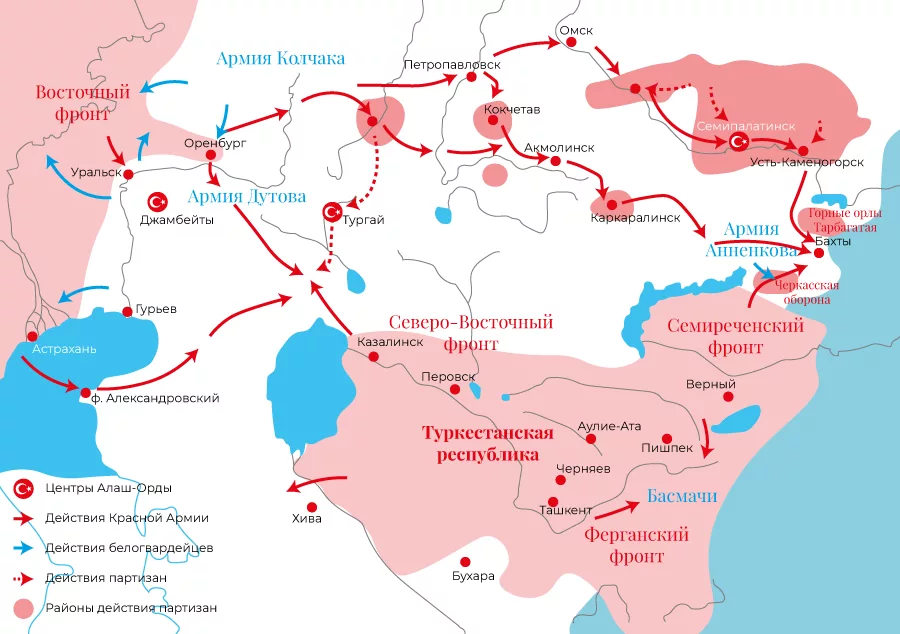 Омск
Армия Колчака
Петропавловск
Восточный
фронт
Кокчетав
Семипалатинск
Оренбург
Акмолинск
Усть-Каменогорск
Уральск
Армия Дутова
Джамбейты
Тургай
Каркаралинск
Горные орлы
Тарбагатая
Армия
Анненкова
Бахты
Черкасская
оборона
Гурьев
Северо-Восточный
фронт
Семиреченский
фронт
Астрахань
Казалинск
Перовск
Верный
ф. Александровский
Туркестанская
республика
Аулие-Ата
Пишпек
Черняев
Центры Алаш-Орды
Басмачи
Ташкент
Хива
Действия Красной Армии
Ферганский
фронт
Действия белогвардейцев
Бухара
Действия партизан
Районы действия партизан